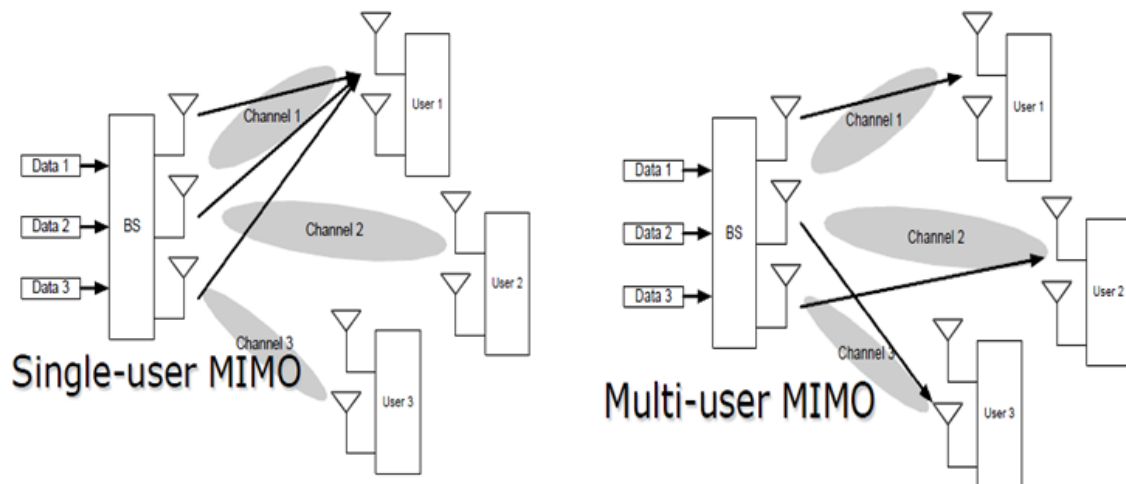 User 1
Channel 1
Data 1
Data 2
BS
Channel 2
Data 3
User 2
Channel 3
Single-user MIMO
User 3
User 1
Channel 1
Data 1
Data 2
BS
Channel 2
Data 3
User 2
Channel 3
Multi-user MIMO
User 3